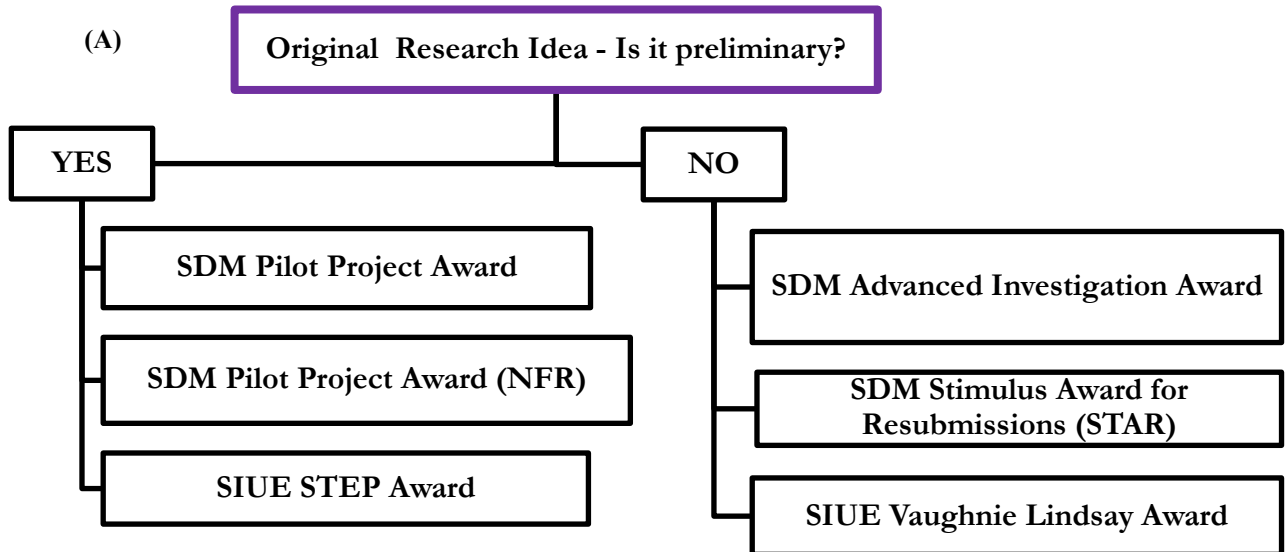 (A)
Original Research Idea - Is it preliminary?
YES
NO
SDM Pilot Project Award
SDM Pilot Project Award (NFR)
SIUE STEP Award
SDM Advanced Investigation Award
SDM Stimulus Award for
Resubmissions (STAR)
SIUE Vaughnie Lindsay Award